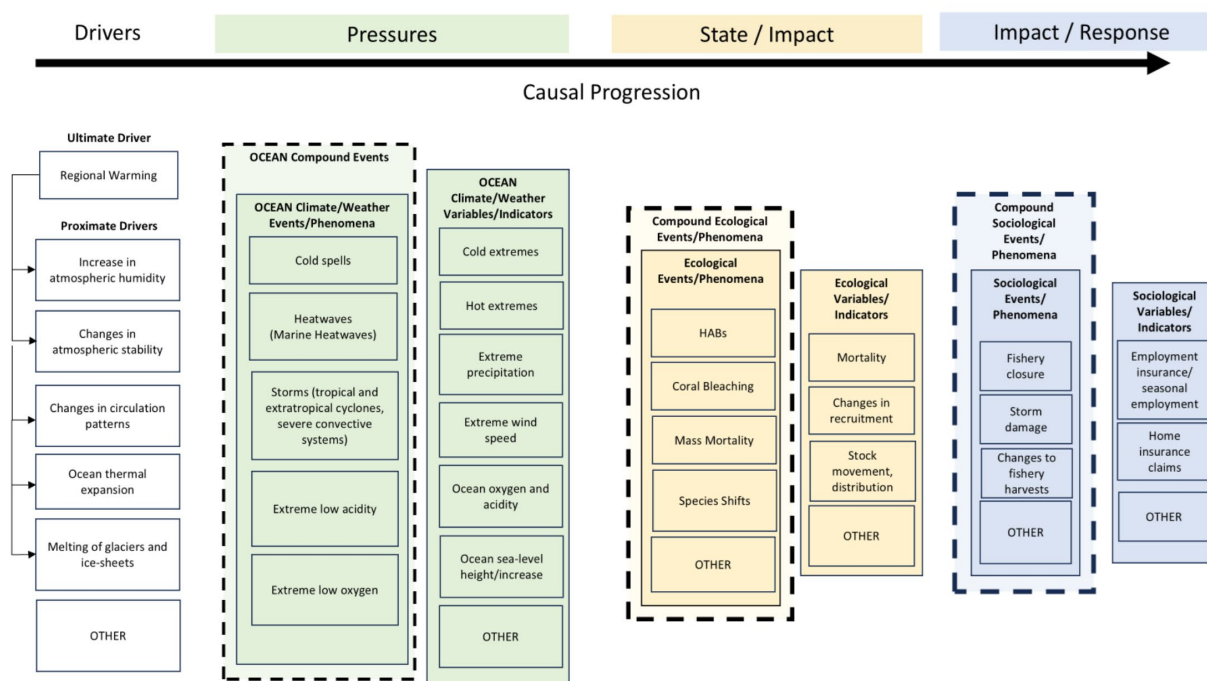 Drivers
Pressures
State / Impact
Impact / Response
Causal Progression
Ultimate Driver
Regional Warming
Proximate Drivers
Increase in
atmospheric humidity
Changes in
atmospheric stability
Changes in circulation
patterns
Ocean thermal
expansion
Melting of glaciers and
ice-sheets
OTHER
OCEAN Compound Events
OCEAN Climate/Weather
Events/Phenomena
Cold spells
Heatwaves
(Marine Heatwaves)
Storms (tropical and
extratropical cyclones,
severe convective
systems)
Extreme low acidity
Extreme low oxygen
OCEAN
Climate/Weather
Variables/Indicators
Cold extremes
Hot extremes
Extreme
precipitation
Extreme wind
speed
Ocean oxygen and
acidity
Ocean sea-level
height/increase
OTHER
Compound Ecological
Events/Phenomena
Ecological
Events/Phenomena
HABs
Coral Bleaching
Mass Mortality
Species Shifts
OTHER
Ecological
Variables/
Indicators
Mortality
Changes in
recruitment
Stock
movement,
distribution
OTHER
Compound
Sociological
Events/
Phenomena
Sociological
Events/
Phenomena
Fishery
closure
Storm
damage
Changes to
fishery
harvests
OTHER
Sociological
Variables/
Indicators
Employment
insurance/
seasonal
employment
Home
insurance
claims
OTHER